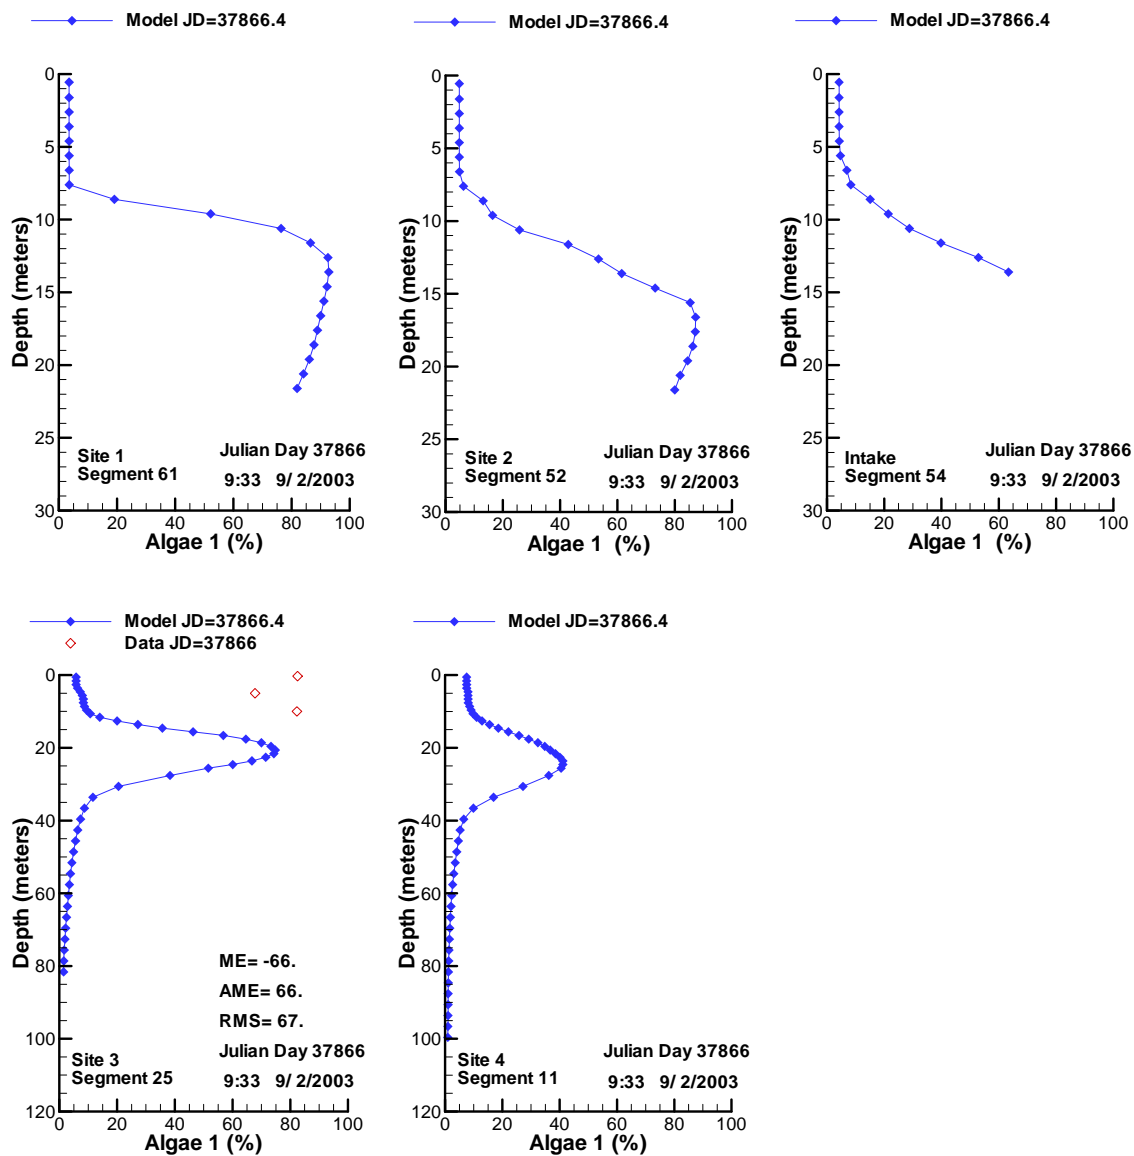 Model JD=37866.4
0
5
10
15
20
25
30
Depth (meters)
Site 1
Segment 61
Julian Day 37866
9:33 9/ 2/2003
0 20 40 60 80 100
Algae 1 (%)
Model JD=37866.4
0
5
10
15
20
25
30
Depth (meters)
Site 2
Segment 52
Julian Day 37866
9:33 9/ 2/2003
0 20 40 60 80 100
Algae 1 (%)
Model JD=37866.4
0
5
10
15
20
25
30
Depth (meters)
Intake
Segment 54
Julian Day 37866
9:33 9/ 2/2003
0 20 40 60 80 100
Algae 1 (%)
Model JD=37866.4
Data JD=37866
0
20
40
60
80
100
120
Depth (meters)
ME= -66.
AME= 66.
RMS= 67.
Site 3
Segment 25
Julian Day 37866
9:33 9/ 2/2003
0 20 40 60 80 100
Algae 1 (%)
Model JD=37866.4
0
20
40
60
80
100
120
Depth (meters)
Site 4
Segment 11
Julian Day 37866
9:33 9/ 2/2003
0 20 40 60 80 100
Algae 1 (%)